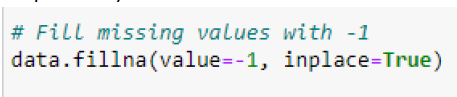 # Fill missing values with -1
data.fillna(value=-1, inplace=True)